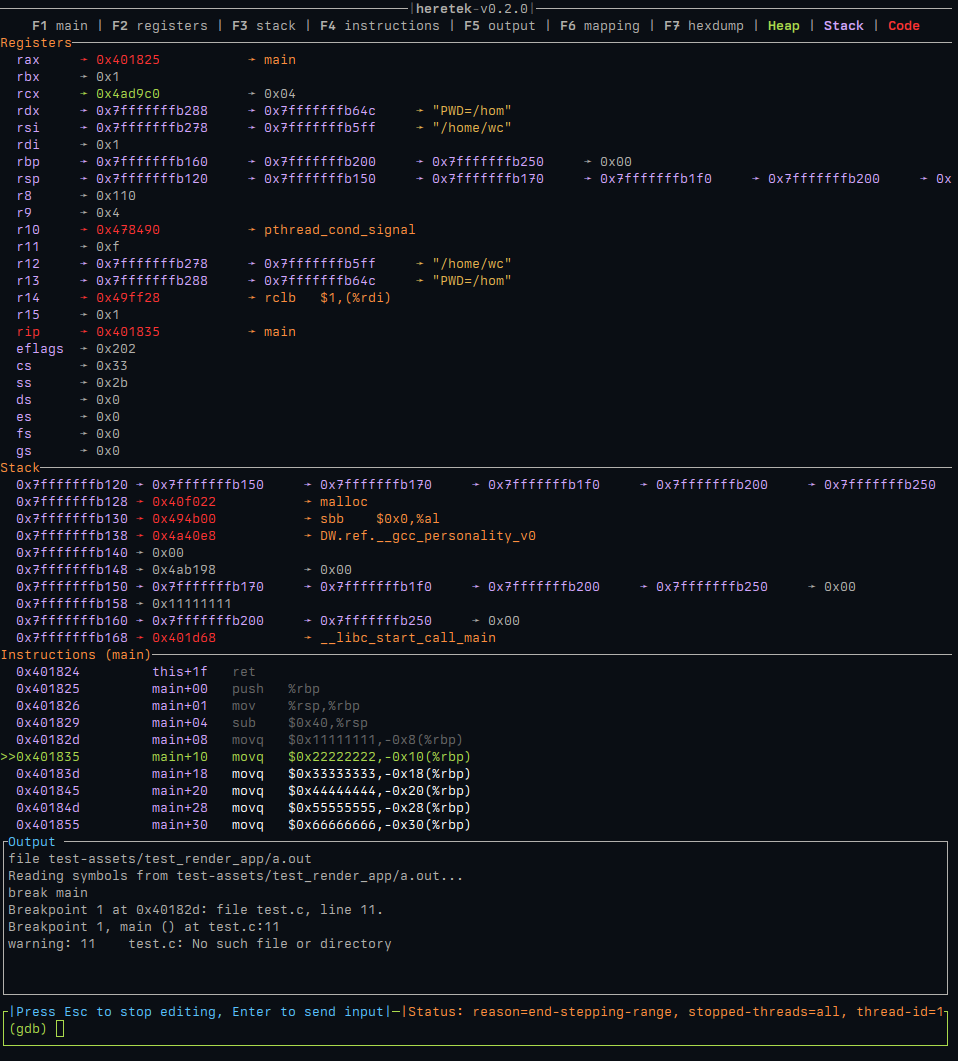 |heretek-v0.2.0|
F1 main | F2 registers | F3 stack | F4 instructions | F5 output | F6 mapping | F7 hexdump | Heap | Stack | Code
Registers
rax → 0x401825 → main
rbx → 0x1
rcx → 0x4ad9c0 → 0x04
rdx → 0x7fffffffb288 → 0x7fffffffb64c → "PWD=/hom"
rsi → 0x7fffffffb278 → 0x7fffffffb5ff → "/home/wc"
rdi → 0x1
rbp → 0x7fffffffb160 → 0x7fffffffb200 → 0x7fffffffb250 → 0x00
rsp → 0x7fffffffb120 → 0x7fffffffb150 → 0x7fffffffb170 → 0x7fffffffb1f0 → 0x7fffffffb200 → 0x
r8 → 0x110
r9 → 0x4
r10 → 0x478490 → pthread_cond_signal
r11 → 0xf
r12 → 0x7fffffffb278 → 0x7fffffffb5ff → "/home/wc"
r13 → 0x7fffffffb288 → 0x7fffffffb64c → "PWD=/hom"
r14 → 0x49ff28 → rclb $1,(%rdi)
r15 → 0x1
rip → 0x401835 → main
eflags → 0x202
cs → 0x33
ss → 0x2b
ds → 0x0
es → 0x0
fs → 0x0
gs → 0x0
Stack
0x7fffffffb120 → 0x7fffffffb150 → 0x7fffffffb170 → 0x7fffffffb1f0 → 0x7fffffffb200 → 0x7fffffffb250
0x7fffffffb128 → 0x40f022 → malloc
0x7fffffffb130 → 0x494b00 → sbb $0x0,%al
0x7fffffffb138 → 0x4a40e8 → DW.ref.__gcc_personality_v0
0x7fffffffb140 → 0x00
0x7fffffffb148 → 0x4ab198 → 0x00
0x7fffffffb150 → 0x7fffffffb170 → 0x7fffffffb1f0 → 0x7fffffffb200 → 0x7fffffffb250 → 0x00
0x7fffffffb158 → 0x11111111
0x7fffffffb160 → 0x7fffffffb200 → 0x7fffffffb250 → 0x00
0x7fffffffb168 → 0x401d68 → __libc_start_call_main
Instructions (main)
0x401824 this+1f ret
0x401825 main+00 push %rbp
0x401826 main+01 mov %rsp,%rbp
0x401829 main+04 sub $0x40,%rsp
0x40182d main+08 movq $0x11111111,-0x8(%rbp)
>>0x401835 main+10 movq $0x22222222,-0x10(%rbp)
0x40183d main+18 movq $0x33333333,-0x18(%rbp)
0x401845 main+20 movq $0x44444444,-0x20(%rbp)
0x40184d main+28 movq $0x55555555,-0x28(%rbp)
0x401855 main+30 movq $0x66666666,-0x30(%rbp)
Output
file test-assets/test_render_app/a.out
Reading symbols from test-assets/test_render_app/a.out...
break main
Breakpoint 1 at 0x40182d: file test.c, line 11.
Breakpoint 1, main () at test.c:11
warning: 11 test.c: No such file or directory
|Press Esc to stop editing, Enter to send input|—|Status: reason=end-stepping-range, stopped-threads=all, thread-id=1
(gdb)